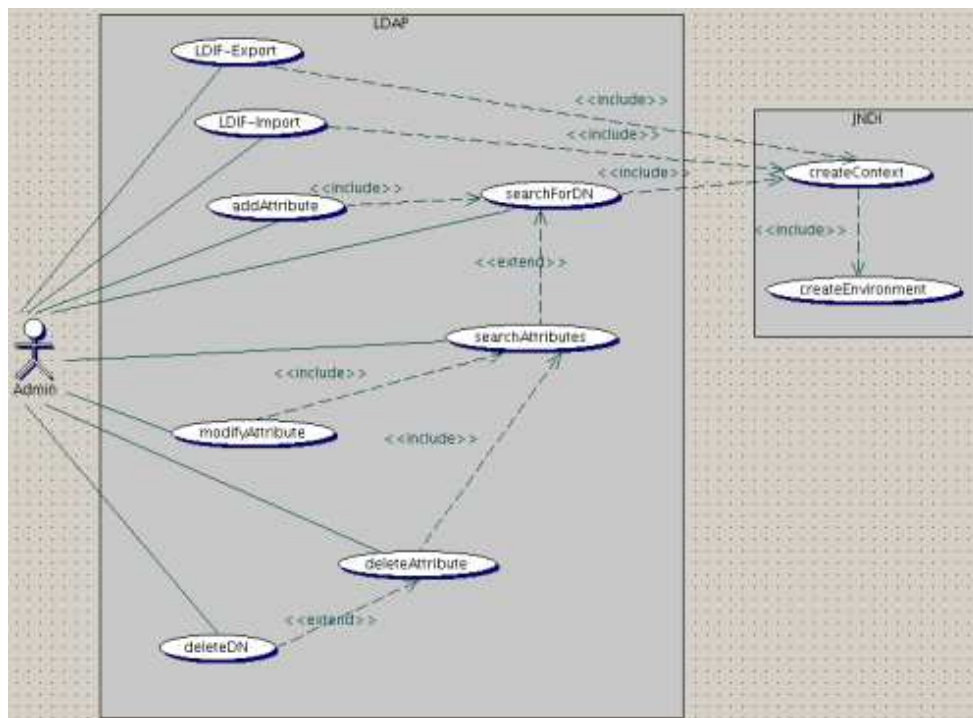 LDAP
LDIF-Export
<<include>>
JNDI
LDIF-Import
<<include>>
<<include>>
createContext
<<include>>
searchForDN
addAttribute
<<include>>
<<extend>>
createEnvironment
searchAttributes
<<include>>
Admin
modifyAttribute
<<include>>
deleteAttribute
<<extend>>
deleteDN